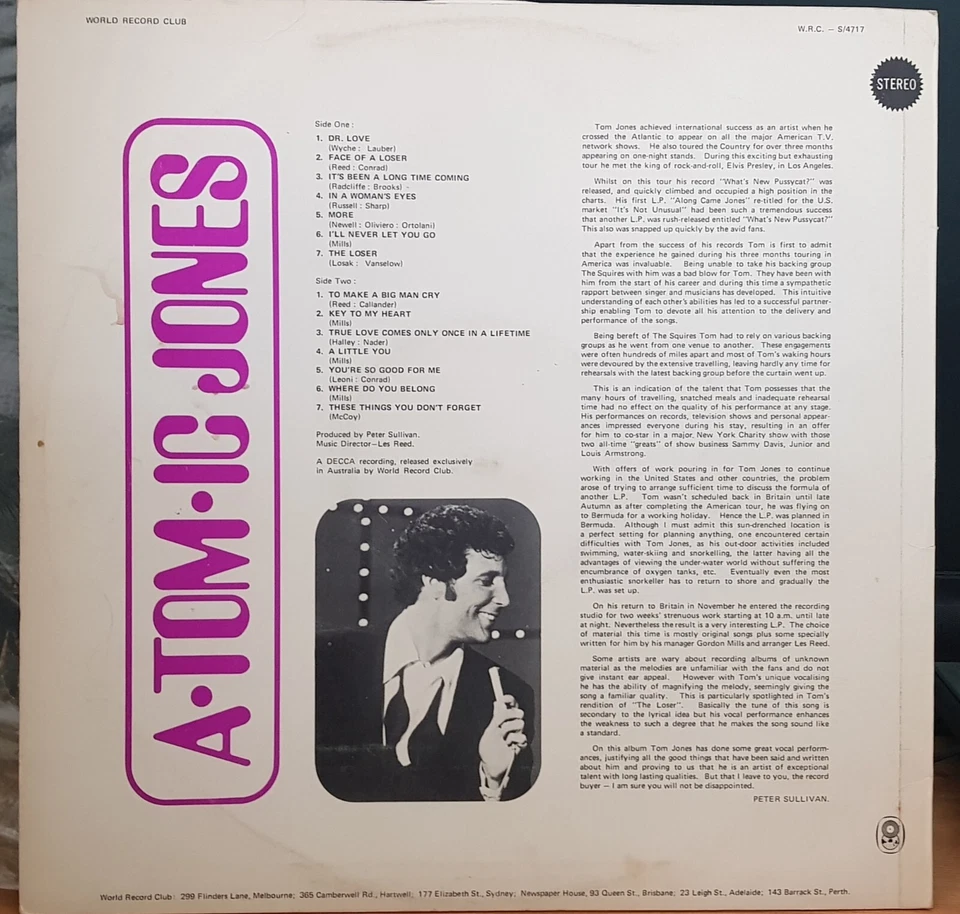 WORLD RECORD CLUB
W.R.C. — S/4717
STEREO
A·TOM·IC JONES
Side One :
1. DR. LOVE
(Wyche : Lauber)
2. FACE OF A LOSER
(Reed : Conrad)
3. IT'S BEEN A LONG TIME COMING
(Radcliffe : Brooks)
4. IN A WOMAN'S EYES
(Russell : Sharp)
5. MORE
(Newell : Oliviero : Ortolani)
6. I'LL NEVER LET YOU GO
(Mills)
7. THE LOSER
(Losak : Vanselow)
Side Two :
1. TO MAKE A BIG MAN CRY
(Reed : Callander)
2. KEY TO MY HEART
(Mills)
3. TRUE LOVE COMES ONLY ONCE IN A LIFETIME
(Halley : Nader)
4. A LITTLE YOU
(Mills)
5. YOU'RE SO GOOD FOR ME
(Leoni : Conrad)
6. WHERE DO YOU BELONG
(Mills)
7. THESE THINGS YOU DON'T FORGET
(McCoy)
Produced by Peter Sullivan.
Music Director—Les Reed.
A DECCA recording, released exclusively
in Australia by World Record Club.
Tom Jones achieved international success as an artist when he
crossed the Atlantic to appear on all the major American T.V.
network shows. He also toured the Country for over three months
appearing on one-night stands. During this exciting but exhausting
tour he met the king of rock-and-roll, Elvis Presley, in Los Angeles.
Whilst on this tour his record "What's New Pussycat?" was
released, and quickly climbed and occupied a high position in the
charts. His first L.P. "Along Came Jones" re-titled for the U.S.
market "It's Not Unusual" had been such a tremendous success
that another L.P. was rush-released entitled "What's New Pussycat?"
This also was snapped up quickly by the avid fans.
Apart from the success of his records Tom is first to admit
that the experience he gained during his three months touring in
America was invaluable. Being unable to take his backing group
The Squires with him was a bad blow for Tom. They have been with
him from the start of his career and during this time a sympathetic
rapport between singer and musicians has developed. This intuitive
understanding of each other's abilities has led to a successful partner-
ship enabling Tom to devote all his attention to the delivery and
performance of the songs.
Being bereft of The Squires Tom had to rely on various backing
groups as he went from one venue to another. These engagements
were often hundreds of miles apart and most of Tom's waking hours
were devoured by the extensive travelling, leaving hardly any time for
rehearsals with the latest backing group before the curtain went up.
This is an indication of the talent that Tom possesses that the
many hours of travelling, snatched meals and inadequate rehearsal
time had no effect on the quality of his performance at any stage.
His performances on records, television shows and personal appear-
ances impressed everyone during his stay, resulting in an offer
for him to co-star in a major New York Charity show with those
two all-time "greats" of show business Sammy Davis, Junior and
Louis Armstrong.
With offers of work pouring in for Tom Jones to continue
working in the United States and other countries, the problem
arose of trying to arrange sufficient time to discuss the formula of
another L.P. Tom wasn't scheduled back in Britain until late
Autumn as after completing the American tour, he was flying on
to Bermuda for a working holiday. Hence the L.P. was planned in
Bermuda. Although I must admit this sun-drenched location is
a perfect setting for planning anything, one encountered certain
difficulties with Tom Jones, as his out-door activities included
swimming, water-skiing and snorkelling, the latter having all the
advantages of viewing the under-water world without suffering the
encumbrance of oxygen tanks, etc. Eventually even the most
enthusiastic snorkeller has to return to shore and gradually the
L.P. was set up.
On his return to Britain in November he entered the recording
studio for two weeks' strenuous work starting at 10 a.m. until late
at night. Nevertheless the result is a very interesting L.P. The choice
of material this time is mostly original songs plus some specially
written for him by his manager Gordon Mills and arranger Les Reed.
Some artists are wary about recording albums of unknown
material as the melodies are unfamiliar with the fans and do not
give instant ear appeal. However with Tom's unique vocalising
he has the ability of magnifying the melody, seemingly giving the
song a familiar quality. This is particularly spotlighted in Tom's
rendition of "The Loser". Basically the tune of this song is
secondary to the lyrical idea but his vocal performance enhances
the weakness to such a degree that he makes the song sound like
a standard.
On this album Tom Jones has done some great vocal perform-
ances, justifying all the good things that have been said and written
about him and proving to us that he is an artist of exceptional
talent with long lasting qualities. But that I leave to you, the record
buyer — I am sure you will not be disappointed.
PETER SULLIVAN.
World Record Club : 299 Flinders Lane, Melbourne; 365 Camberwell Rd., Hartwell; 177 Elizabeth St., Sydney; Newspaper House, 93 Queen St., Brisbane; 23 Leigh St., Adelaide; 143 Barrack St., Perth.